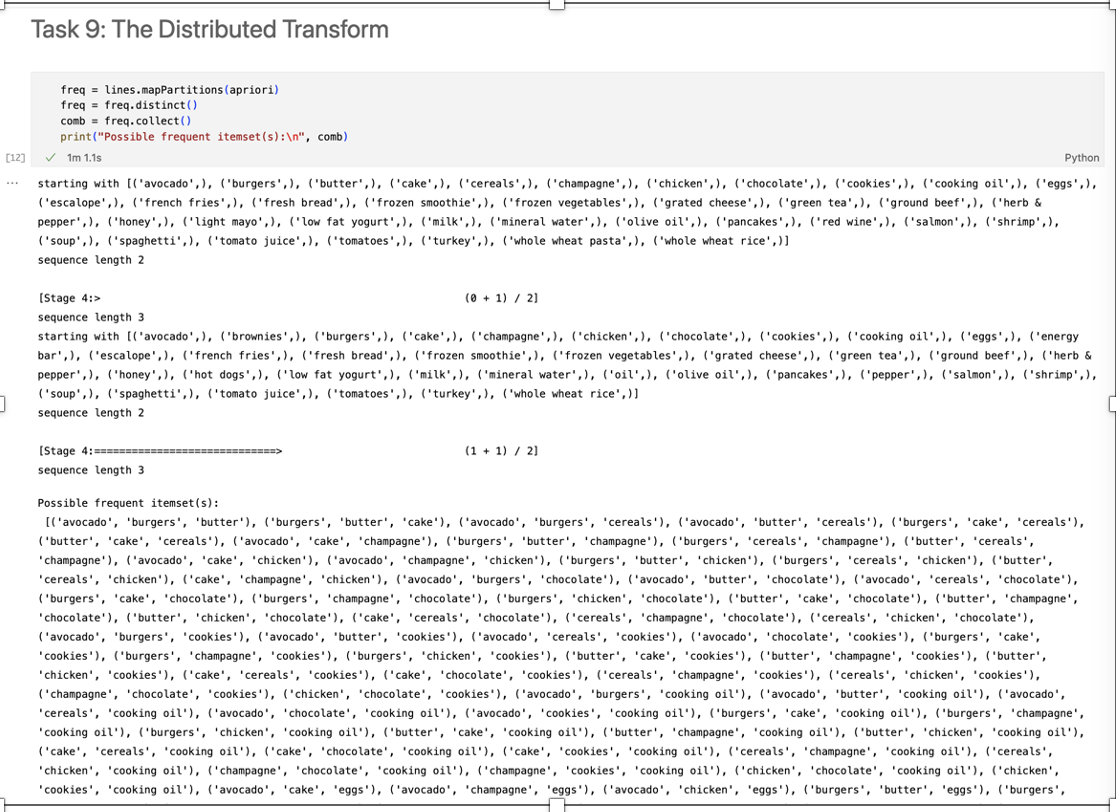 Task 9: The Distributed Transform
freq = lines.mapPartitions(apriori)
freq = freq.distinct()
comb = freq.collect()
print("Possible frequent itemset(s):\n", comb)
[12]
✓ 1m 1.1s
Python
...
starting with [('avocado',), ('burgers',), ('butter',), ('cake',), ('cereals',), ('champagne',), ('chicken',), ('chocolate',), ('cookies',), ('cooking oil',), ('eggs',),
('escalope',), ('french fries',), ('fresh bread',), ('frozen smoothie',), ('frozen vegetables',), ('grated cheese',), ('green tea',), ('ground beef',), ('herb &
pepper',), ('honey',), ('light mayo',), ('low fat yogurt',), ('milk',), ('mineral water',), ('olive oil',), ('pancakes',), ('red wine',), ('salmon',), ('shrimp',),
('soup',), ('spaghetti',), ('tomato juice',), ('tomatoes',), ('turkey',), ('whole wheat pasta',), ('whole wheat rice',)]
sequence length 2
[Stage 4:> (0 + 1) / 2]
sequence length 3
starting with [('avocado',), ('brownies',), ('burgers',), ('cake',), ('champagne',), ('chicken',), ('chocolate',), ('cookies',), ('cooking oil',), ('eggs',), ('energy
bar',), ('escalope',), ('french fries',), ('fresh bread',), ('frozen smoothie',), ('frozen vegetables',), ('grated cheese',), ('green tea',), ('ground beef',), ('herb &
pepper',), ('honey',), ('hot dogs',), ('low fat yogurt',), ('milk',), ('mineral water',), ('oil',), ('olive oil',), ('pancakes',), ('pepper',), ('salmon',), ('shrimp',),
('soup',), ('spaghetti',), ('tomato juice',), ('tomatoes',), ('turkey',), ('whole wheat rice',)]
sequence length 2
[Stage 4:=============================> (1 + 1) / 2]
sequence length 3
Possible frequent itemset(s):
[('avocado', 'burgers', 'butter'), ('burgers', 'butter', 'cake'), ('avocado', 'burgers', 'cereals'), ('avocado', 'butter', 'cereals'), ('burgers', 'cake', 'cereals'),
('butter', 'cake', 'cereals'), ('avocado', 'cake', 'champagne'), ('burgers', 'butter', 'champagne'), ('burgers', 'cereals', 'champagne'), ('butter', 'cereals',
'champagne'), ('avocado', 'cake', 'chicken'), ('avocado', 'champagne', 'chicken'), ('burgers', 'butter', 'chicken'), ('burgers', 'cereals', 'chicken'), ('butter',
'cereals', 'chicken'), ('cake', 'champagne', 'chicken'), ('avocado', 'burgers', 'chocolate'), ('avocado', 'butter', 'chocolate'), ('avocado', 'cereals', 'chocolate'),
('burgers', 'cake', 'chocolate'), ('burgers', 'champagne', 'chocolate'), ('burgers', 'chicken', 'chocolate'), ('butter', 'cake', 'chocolate'), ('butter', 'champagne',
'chocolate'), ('butter', 'chicken', 'chocolate'), ('cake', 'cereals', 'chocolate'), ('cereals', 'champagne', 'chocolate'), ('cereals', 'chicken', 'chocolate'),
('avocado', 'burgers', 'cookies'), ('avocado', 'butter', 'cookies'), ('avocado', 'cereals', 'cookies'), ('avocado', 'chocolate', 'cookies'), ('burgers', 'cake',
'cookies'), ('burgers', 'champagne', 'cookies'), ('burgers', 'chicken', 'cookies'), ('butter', 'cake', 'cookies'), ('butter', 'champagne', 'cookies'), ('butter',
'chicken', 'cookies'), ('cake', 'cereals', 'cookies'), ('cake', 'chocolate', 'cookies'), ('cereals', 'champagne', 'cookies'), ('cereals', 'chicken', 'cookies'),
('champagne', 'chocolate', 'cookies'), ('chicken', 'chocolate', 'cookies'), ('avocado', 'burgers', 'cooking oil'), ('avocado', 'butter', 'cooking oil'), ('avocado',
'cereals', 'cooking oil'), ('avocado', 'chocolate', 'cooking oil'), ('avocado', 'cookies', 'cooking oil'), ('burgers', 'cake', 'cooking oil'), ('burgers', 'champagne',
'cooking oil'), ('burgers', 'chicken', 'cooking oil'), ('butter', 'cake', 'cooking oil'), ('butter', 'champagne', 'cooking oil'), ('butter', 'chicken', 'cooking oil'),
('cake', 'cereals', 'cooking oil'), ('cake', 'chocolate', 'cooking oil'), ('cake', 'cookies', 'cooking oil'), ('cereals', 'champagne', 'cooking oil'), ('cereals',
'chicken', 'cooking oil'), ('champagne', 'chocolate', 'cooking oil'), ('champagne', 'cookies', 'cooking oil'), ('chicken', 'chocolate', 'cooking oil'), ('chicken',
'cookies', 'cooking oil'), ('avocado', 'cake', 'eggs'), ('avocado', 'champagne', 'eggs'), ('avocado', 'chicken', 'eggs'), ('burgers', 'butter', 'eggs'), ('burgers',